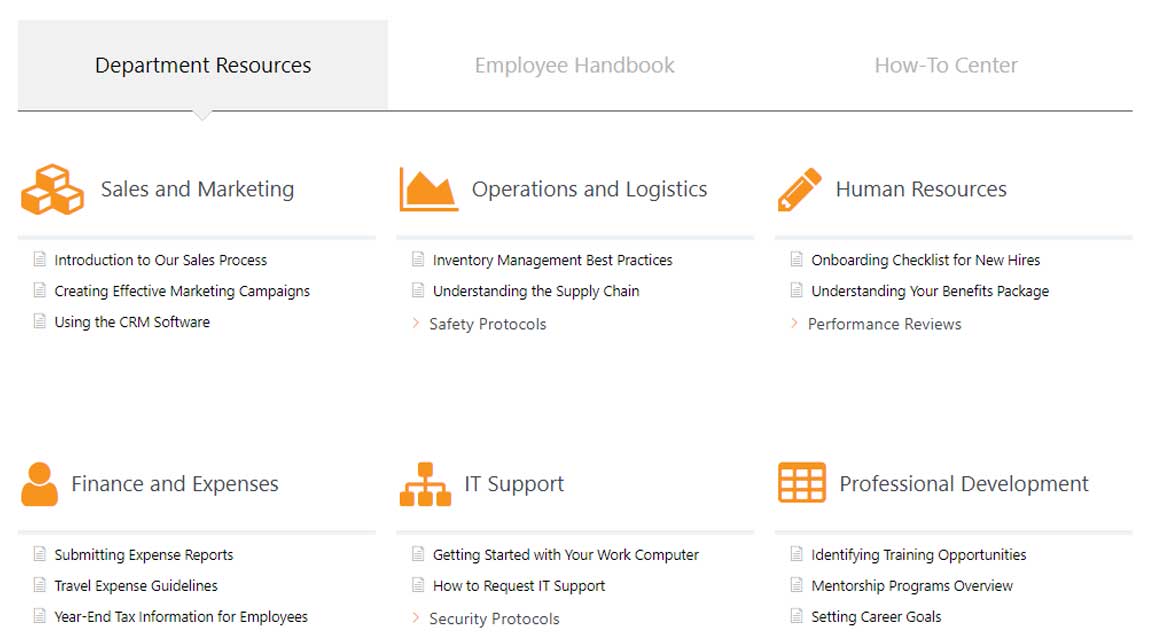 Department Resources
Employee Handbook
How-To Center
Sales and Marketing
Introduction to Our Sales Process
Creating Effective Marketing Campaigns
Using the CRM Software
Operations and Logistics
Inventory Management Best Practices
Understanding the Supply Chain
Safety Protocols
Human Resources
Onboarding Checklist for New Hires
Understanding Your Benefits Package
Performance Reviews
Finance and Expenses
Submitting Expense Reports
Travel Expense Guidelines
Year-End Tax Information for Employees
IT Support
Getting Started with Your Work Computer
How to Request IT Support
Security Protocols
Professional Development
Identifying Training Opportunities
Mentorship Programs Overview
Setting Career Goals